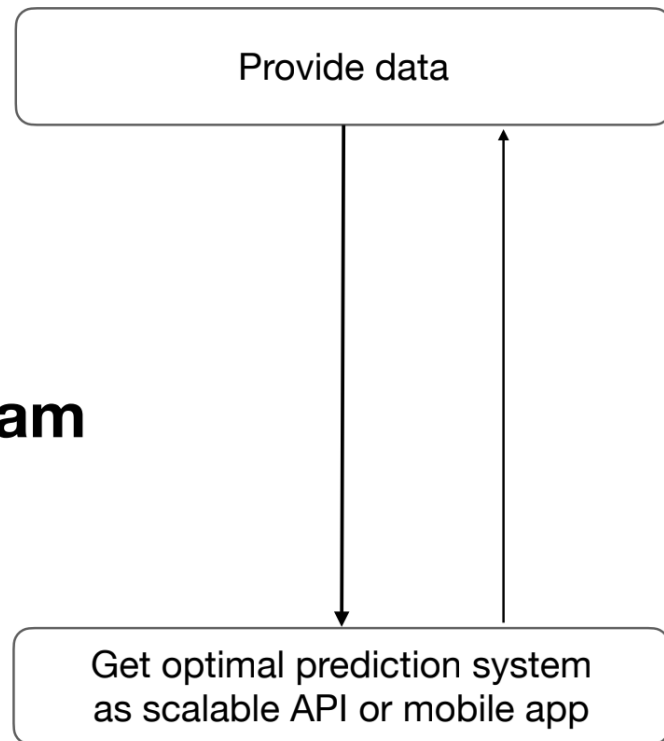 Provide data
am
Get optimal prediction system
as scalable API or mobile app